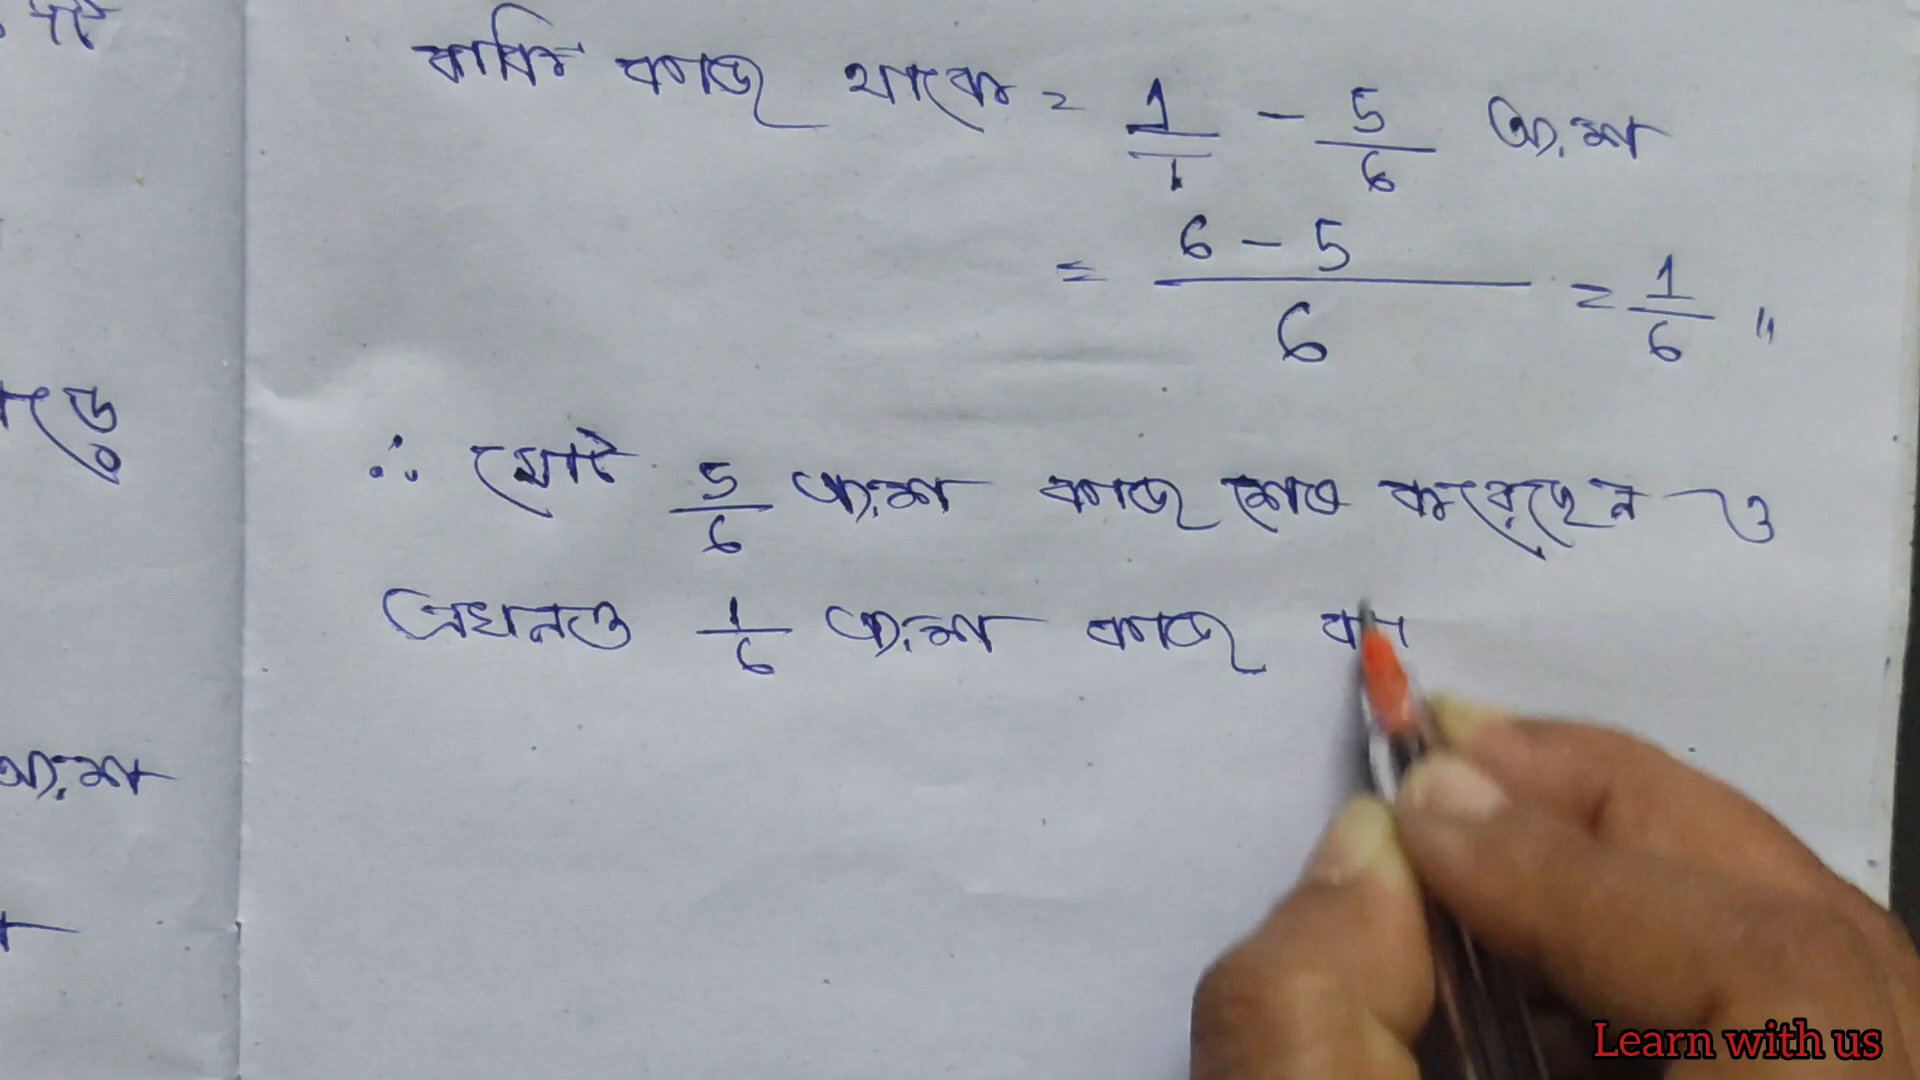 বাকি কাজ থাকে = 1/1 - 5/6 অংশ
= 6 - 5 / 6 = 1/6 "
∴ মোট 5/6 অংশ কাজ শেষ করেছেন ও
এখনও 1/6 অংশ কাজ বা
অংশ
Learn with us